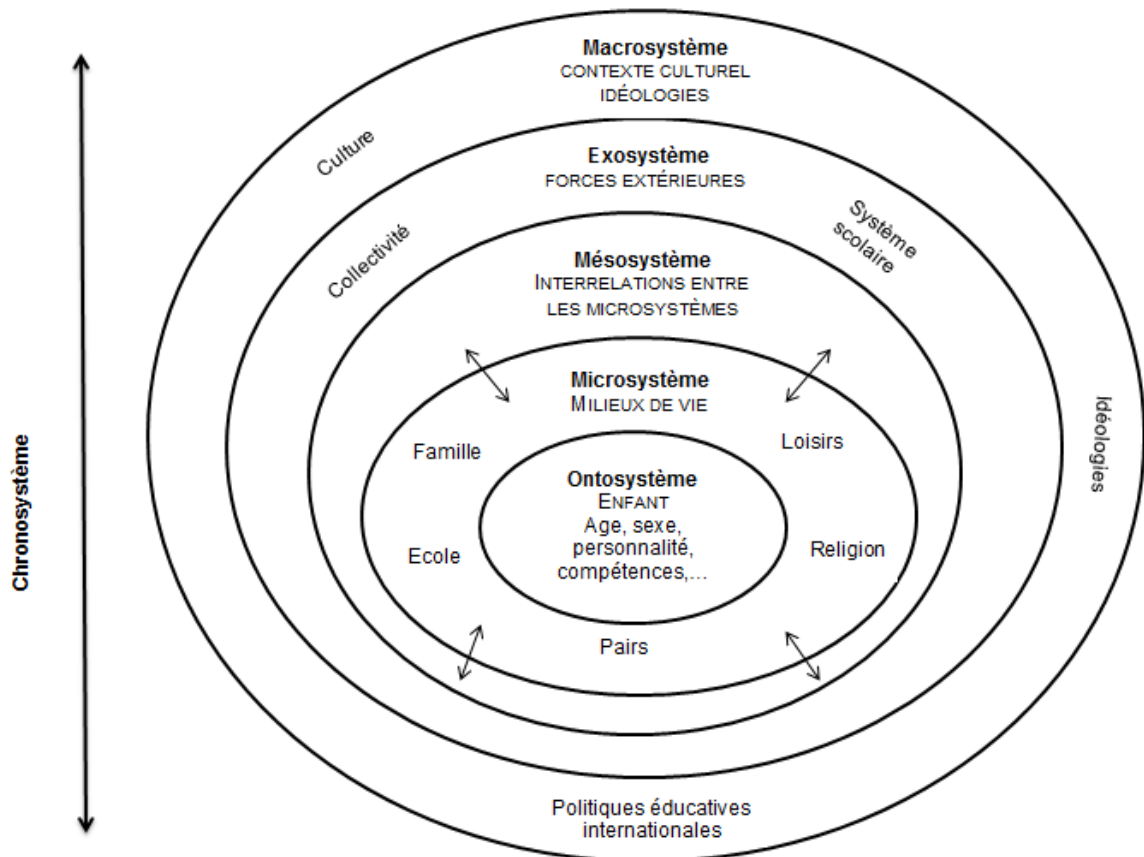 Macrosystème
CONTEXTE CULTUREL
IDÉOLOGIES
Culture
Exosystème
FORCES EXTÉRIEURES
Collectivité
Système
scolaire
Mésosystème
INTERRELATIONS ENTRE
LES MICROSYSTÈMES
Microsystème
MILIEUX DE VIE
Famille
Loisirs
Idéologies
Chronosystème
Ontosystème
ENFANT
Age, sexe,
personnalité,
compétences,...
Ecole
Religion
Pairs
Politiques éducatives
internationales